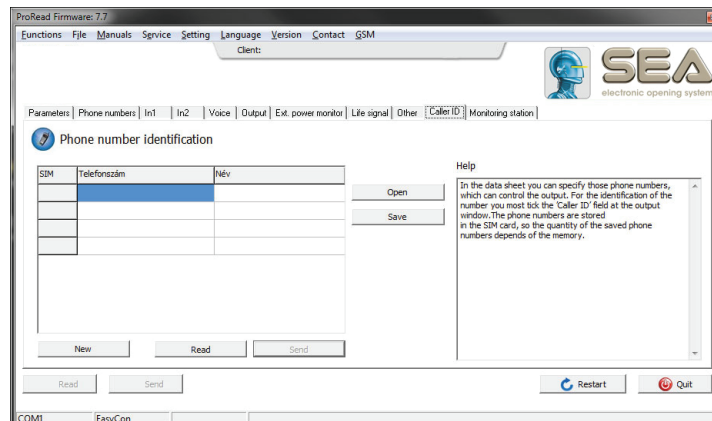 ProRead Firmware: 7.7
Functions File Manuals Service Setting Language Version Contact GSM
Client:
SEA
electronic opening system
Parameters Phone numbers In1 In2 Voice Output Ext. power monitor Life signal Other Caller ID Monitoring station
Phone number identification
SIM Telefonszám Név
Open
Save
New Read Send
Help
In the data sheet you can specify those phone numbers,
which can control the output. For the identification of the
number you most tick the 'Caller ID' field at the output
window.The phone numbers are stored
in the SIM card, so the quantity of the saved phone
numbers depends of the memory.
Read Send Restart Quit
COM1 EasyCon